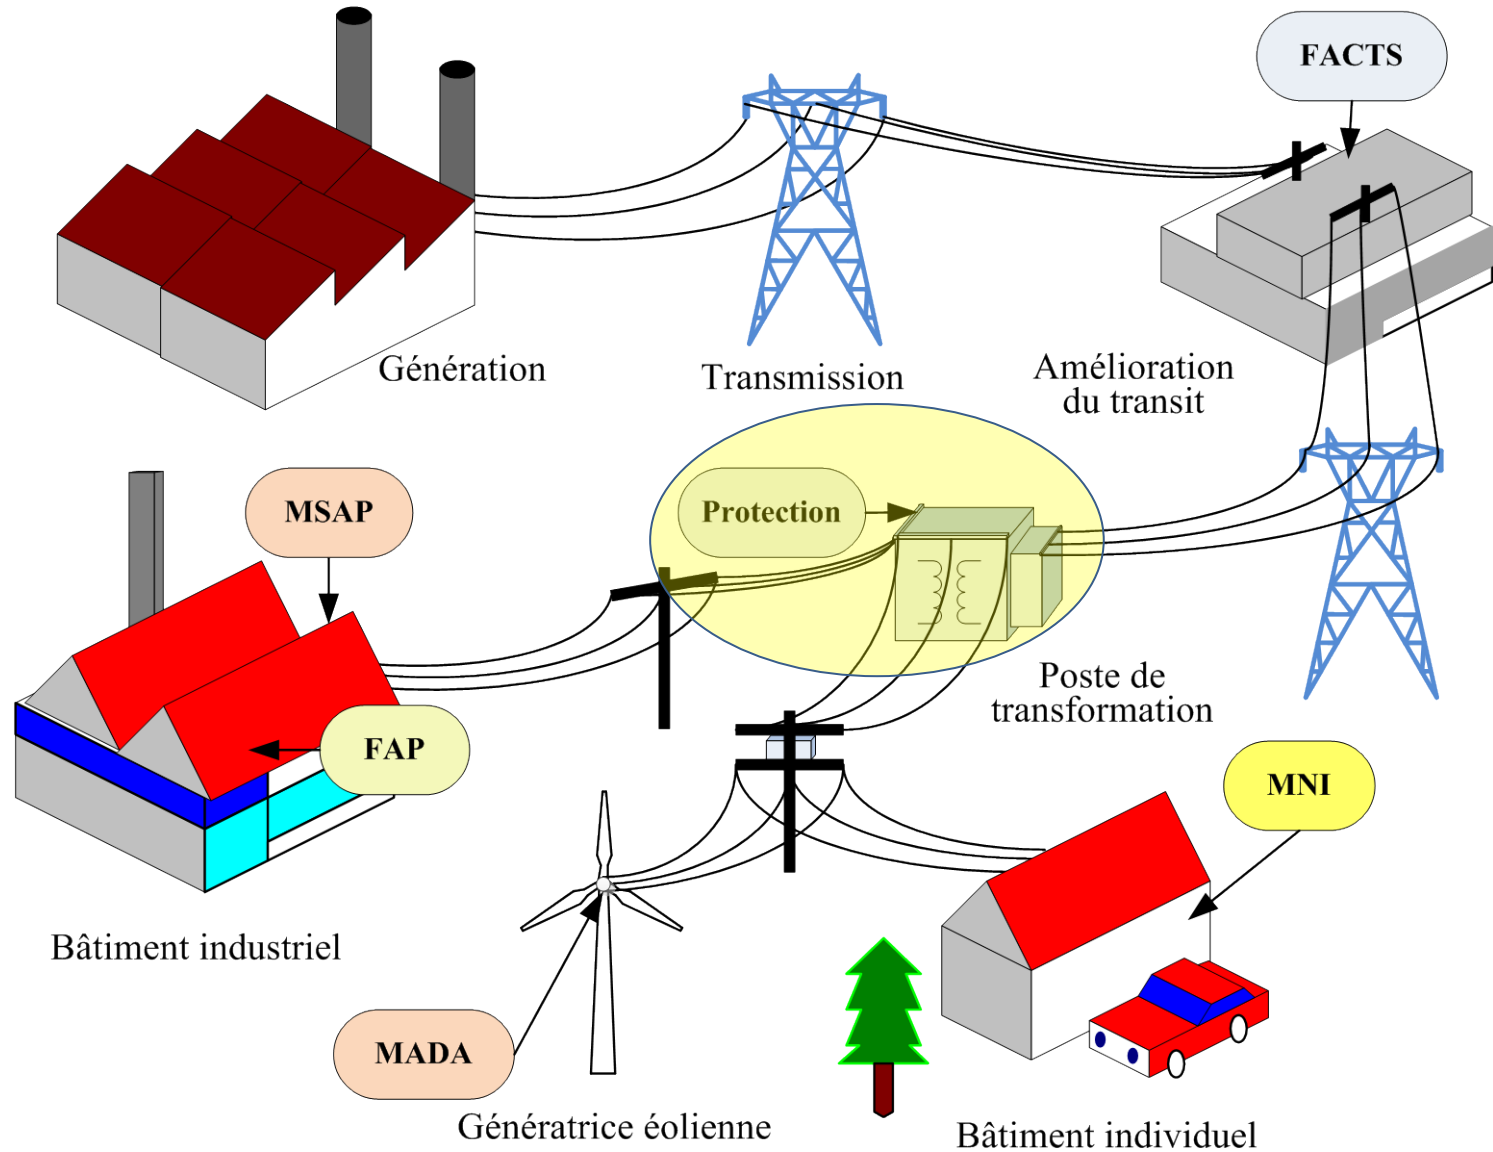 FACTS
Génération
Transmission
Amélioration
du transit
MSAP
Protection
Poste de
transformation
FAP
MNI
Bâtiment industriel
MADA
Génératrice éolienne
Bâtiment individuel